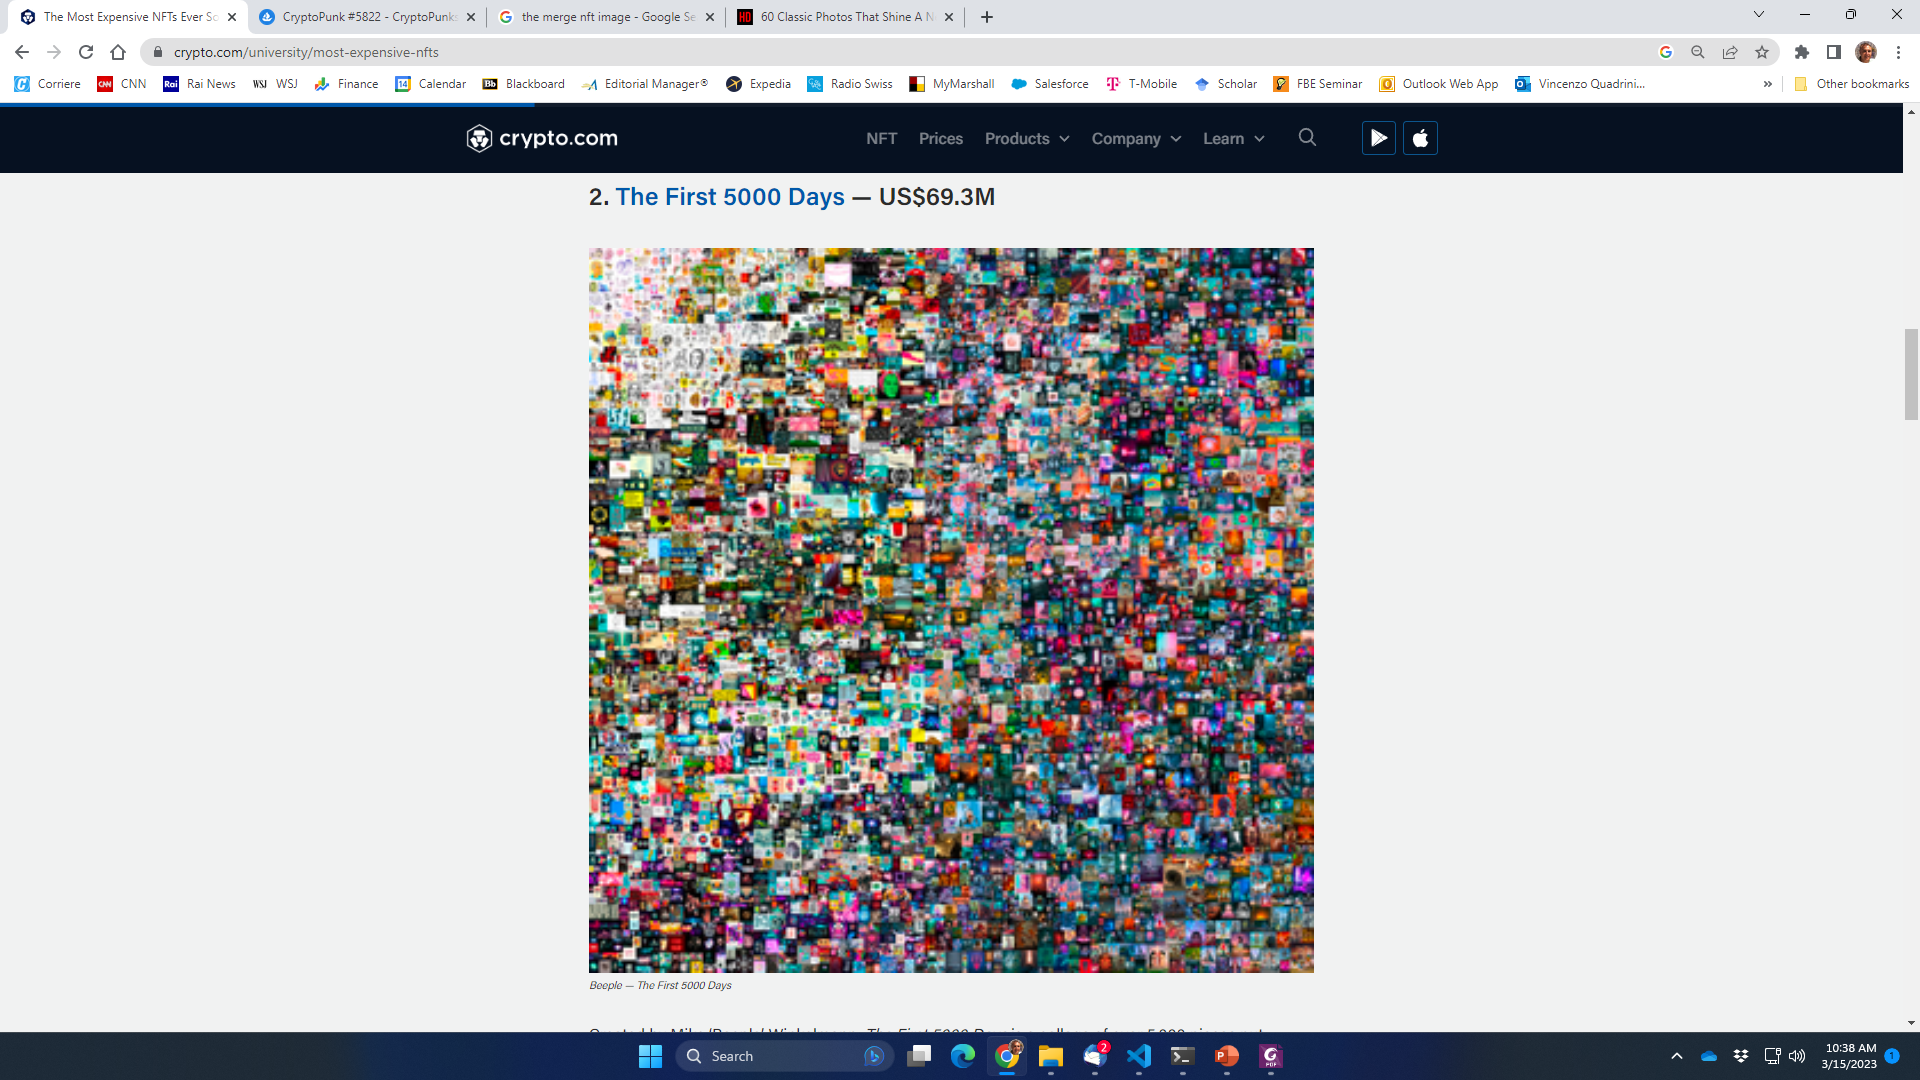 The Most Expensive NFTs Ever So
CryptoPunk #5822 - CryptoPunks
the merge nft image - Google Se
60 Classic Photos That Shine A N
crypto.com/university/most-expensive-nfts
Corriere
CNN
Rai News
WSJ
Finance
Calendar
Blackboard
Editorial Manager®
Expedia
Radio Swiss
MyMarshall
Salesforce
T-Mobile
Scholar
FBE Seminar
Outlook Web App
Vincenzo Quadrini...
»
Other bookmarks
crypto.com
NFT
Prices
Products
Company
Learn
2. The First 5000 Days — US$69.3M
Beeple — The First 5000 Days
Search
2
10:38 AM
3/15/2023
1